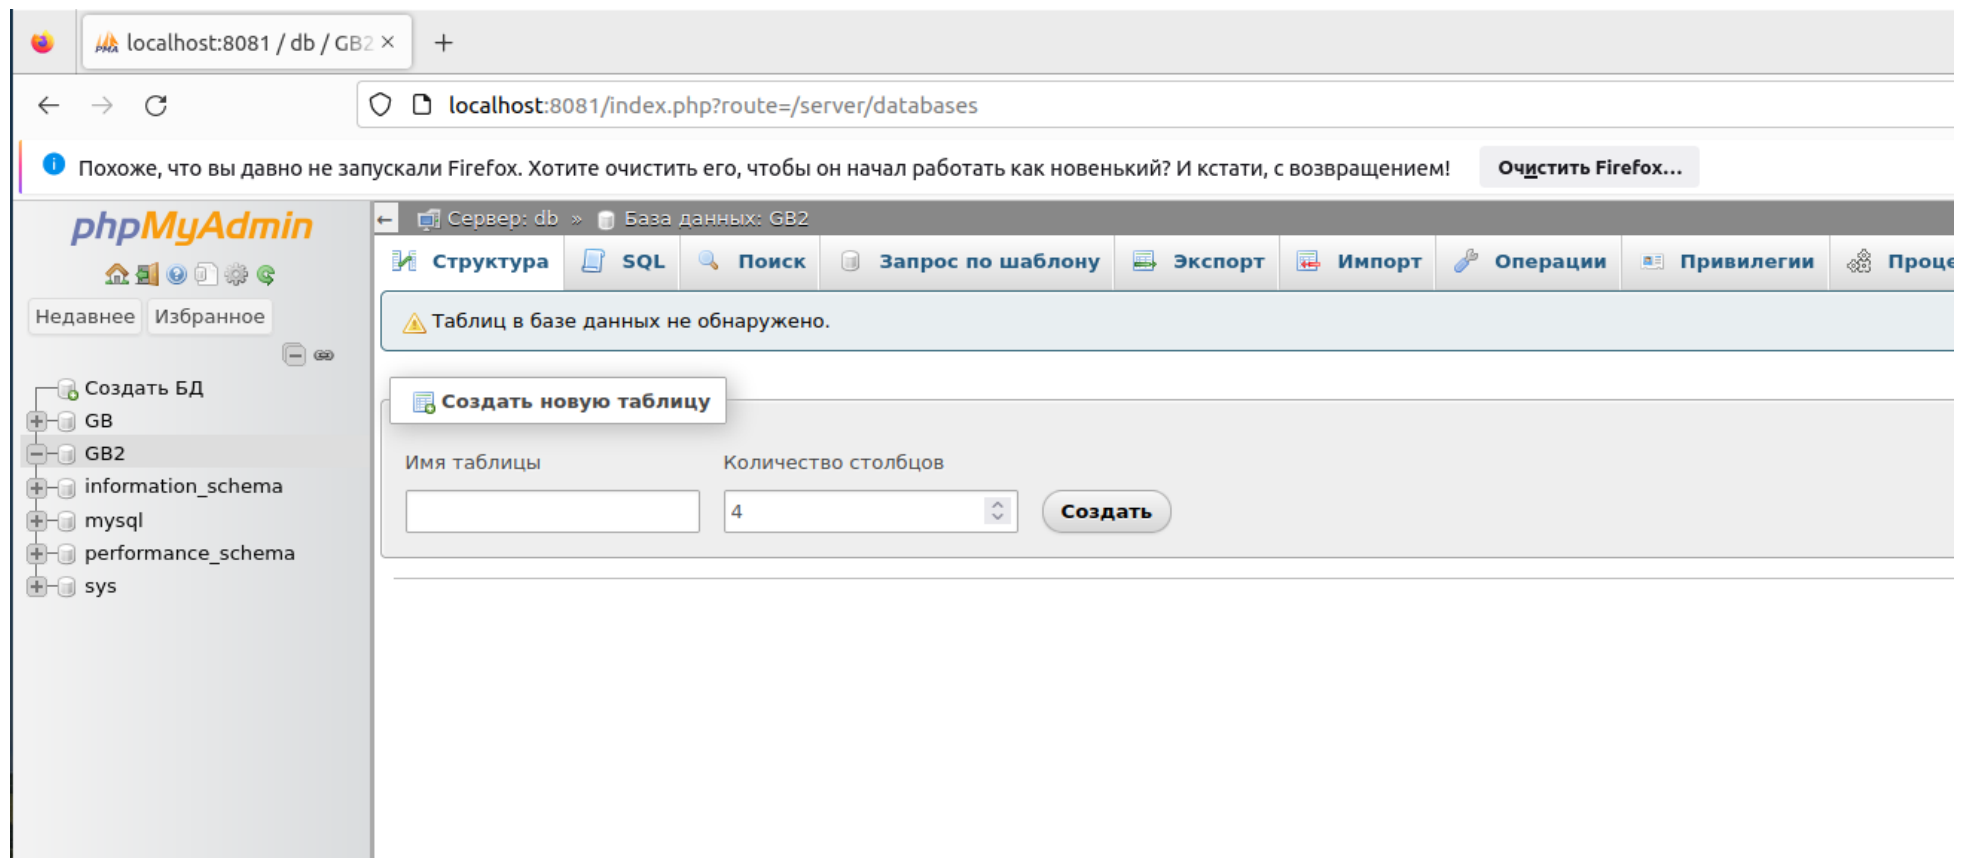 localhost:8081 / db / GB2
localhost:8081/index.php?route=/server/databases
Похоже, что вы давно не запускали Firefox. Хотите очистить его, чтобы он начал работать как новенький? И кстати, с возвращением! Очистить Firefox...
phpMyAdmin
Недавнее Избранное
Создать БД
GB
GB2
information_schema
mysql
performance_schema
sys
Сервер: db » База данных: GB2
Структура SQL Поиск Запрос по шаблону Экспорт Импорт Операции Привилегии Проце
Таблиц в базе данных не обнаружено.
Создать новую таблицу
Имя таблицы Количество столбцов
4 Создать